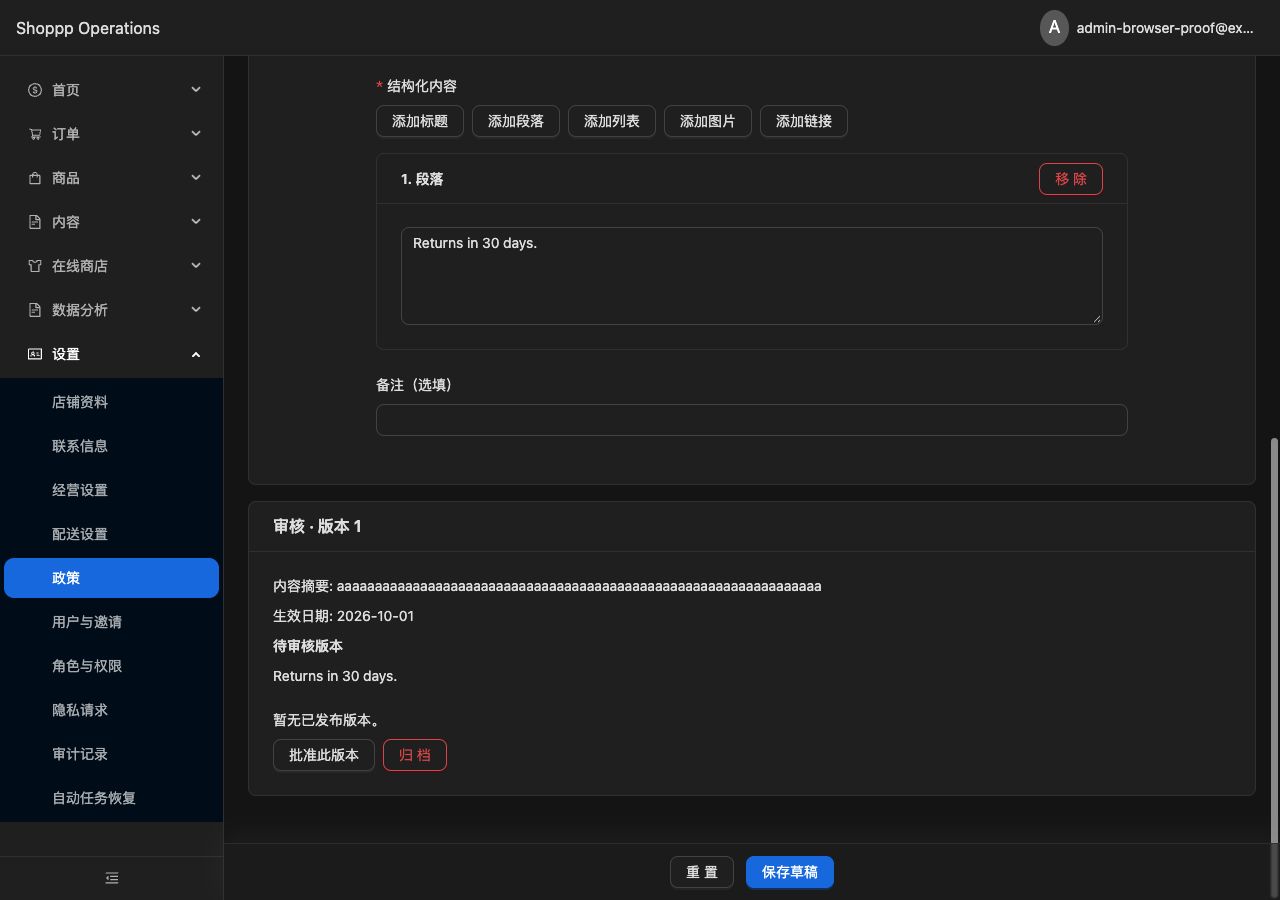 Shoppp Operations
A
admin-browser-proof@ex...
首页
订单
商品
内容
在线商店
数据分析
设置
店铺资料
联系信息
经营设置
配送设置
政策
用户与邀请
角色与权限
隐私请求
审计记录
自动任务恢复
* 结构化内容
添加标题 添加段落 添加列表 添加图片 添加链接
1. 段落
移 除
Returns in 30 days.
备注（选填）
审核 · 版本 1
内容摘要: aaaaaaaaaaaaaaaaaaaaaaaaaaaaaaaaaaaaaaaaaaaaaaaaaaaaaaaaaaaaaaaa
生效日期: 2026-10-01
待审核版本
Returns in 30 days.
暂无已发布版本。
批准此版本 归 档
重 置 保存草稿